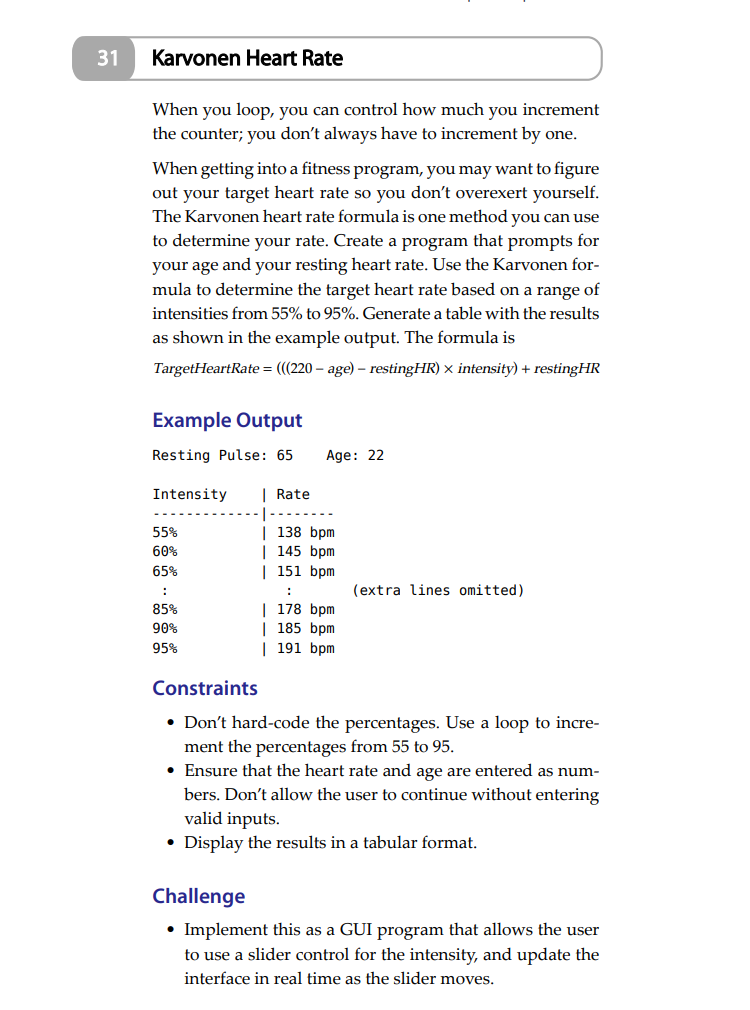 31 Karvonen Heart Rate
When you loop, you can control how much you increment
the counter; you don’t always have to increment by one.
When getting into a fitness program, you may want to figure
out your target heart rate so you don’t overexert yourself.
The Karvonen heart rate formula is one method you can use
to determine your rate. Create a program that prompts for
your age and your resting heart rate. Use the Karvonen for-
mula to determine the target heart rate based on a range of
intensities from 55% to 95%. Generate a table with the results
as shown in the example output. The formula is
TargetHeartRate = (((220 − age) − restingHR) × intensity) + restingHR
Example Output
Resting Pulse: 65    Age: 22
Intensity    | Rate
-------------|--------
55%          | 138 bpm
60%          | 145 bpm
65%          | 151 bpm
 :              :       (extra lines omitted)
85%          | 178 bpm
90%          | 185 bpm
95%          | 191 bpm
Constraints
• Don’t hard-code the percentages. Use a loop to incre-
ment the percentages from 55 to 95.
• Ensure that the heart rate and age are entered as num-
bers. Don’t allow the user to continue without entering
valid inputs.
• Display the results in a tabular format.
Challenge
• Implement this as a GUI program that allows the user
to use a slider control for the intensity, and update the
interface in real time as the slider moves.